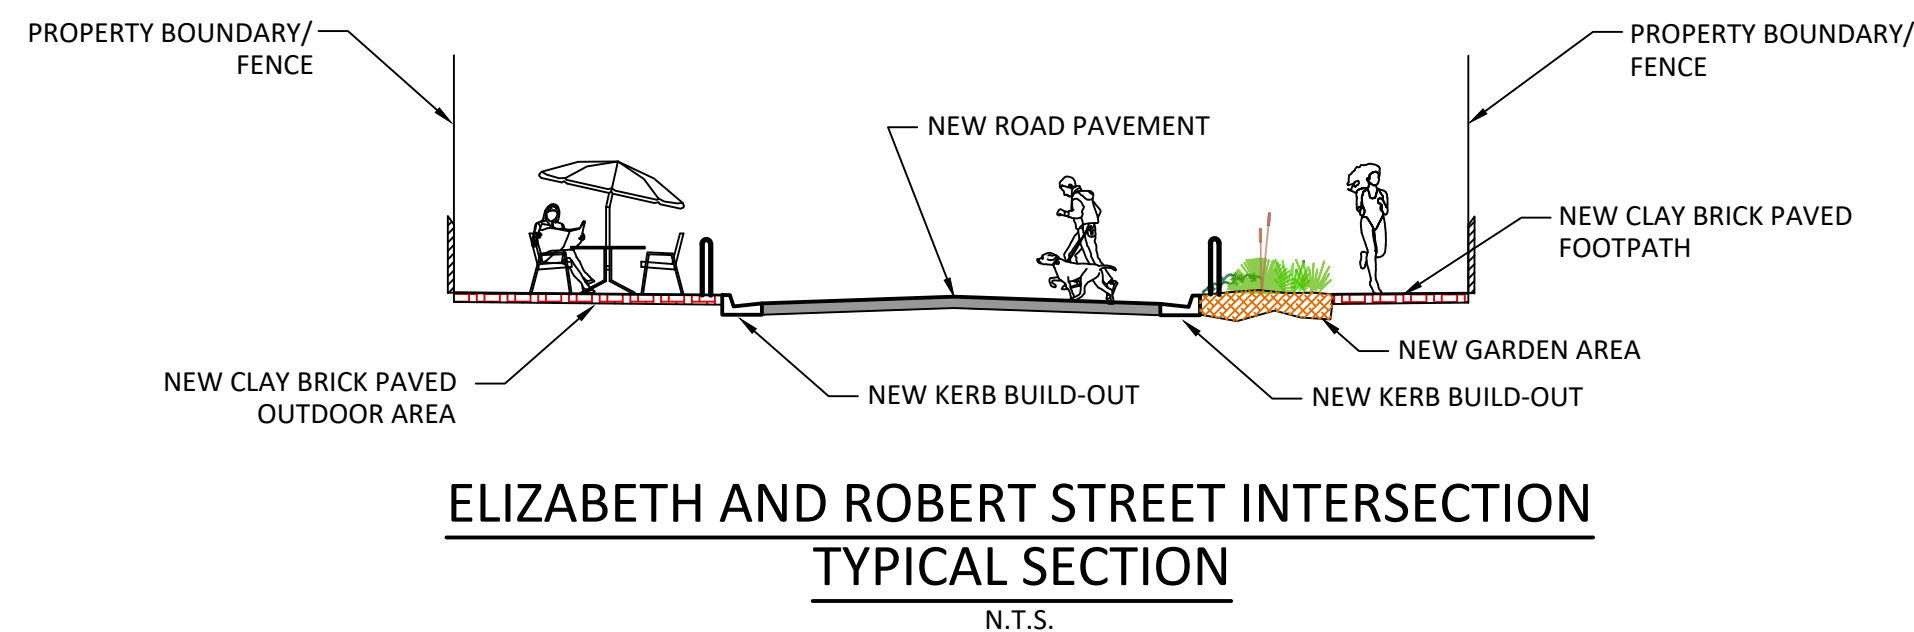 PROPERTY BOUNDARY/
FENCE
PROPERTY BOUNDARY/
FENCE
NEW ROAD PAVEMENT
NEW CLAY BRICK PAVED
FOOTPATH
NEW GARDEN AREA
NEW CLAY BRICK PAVED
OUTDOOR AREA
NEW KERB BUILD-OUT
NEW KERB BUILD-OUT
ELIZABETH AND ROBERT STREET INTERSECTION
TYPICAL SECTION
N.T.S.